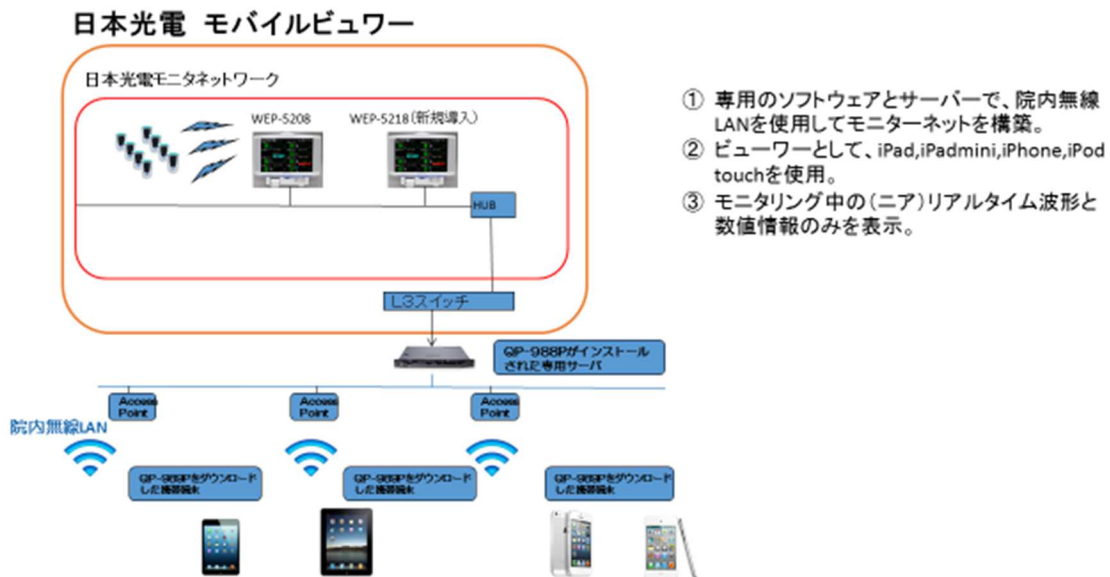 日本光電 モバイルビュワー
日本光電モニタネットワーク
WEP-5208
WEP-5218(新規導入)
HUB
L3スイッチ
QP-988Pがインストール
された専用サーバ
Access
Point
Access
Point
Access
Point
院内無線LAN
QP-989Pをダウンロード
した携帯端末
QP-989Pをダウンロード
した携帯端末
QP-989Pをダウンロード
した携帯端末
① 専用のソフトウェアとサーバーで、院内無線
LANを使用してモニターネットを構築。
② ビューワーとして、iPad,iPadmini,iPhone,iPod
touchを使用。
③ モニタリング中の(ニア)リアルタイム波形と
数値情報のみを表示。